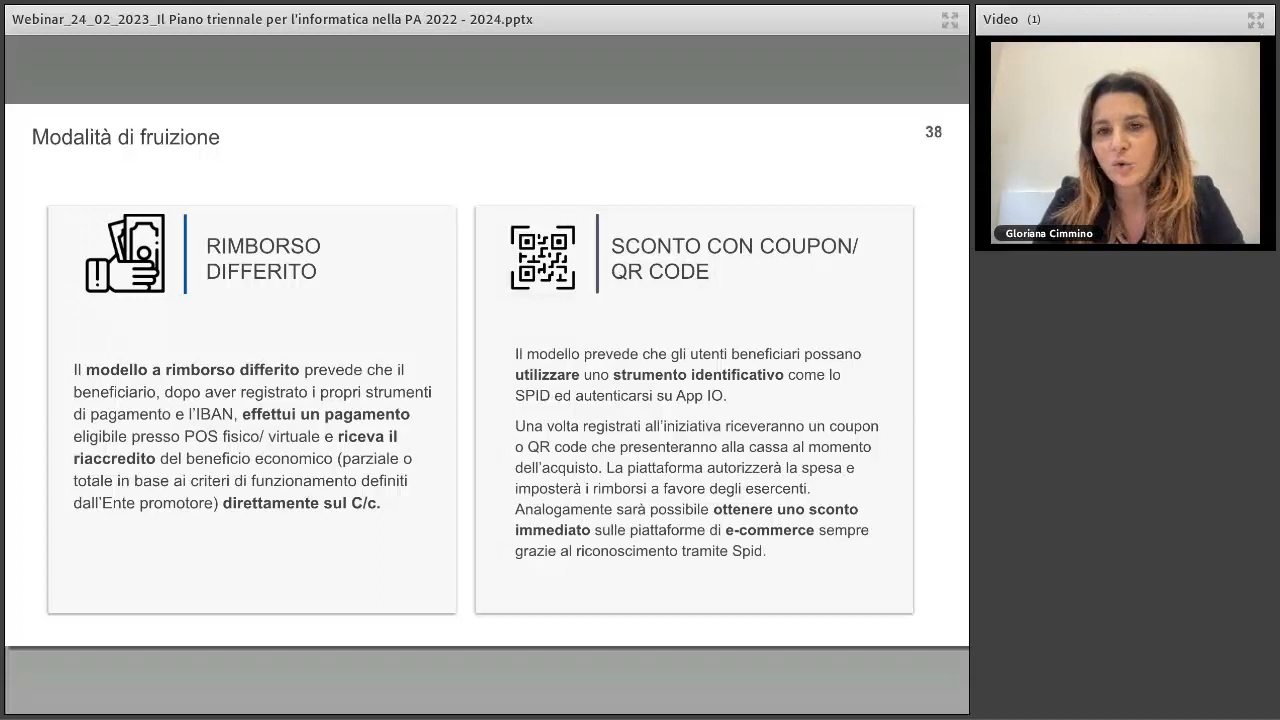 Webinar_24_02_2023_Il Piano triennale per l'informatica nella PA 2022 - 2024.pptx
Video (1)
Modalità di fruizione
38
RIMBORSO
DIFFERITO
Il modello a rimborso differito prevede che il
beneficiario, dopo aver registrato i propri strumenti
di pagamento e l’IBAN, effettui un pagamento
eligibile presso POS fisico/ virtuale e riceva il
riaccredito del beneficio economico (parziale o
totale in base ai criteri di funzionamento definiti
dall’Ente promotore) direttamente sul C/c.
SCONTO CON COUPON/
QR CODE
Il modello prevede che gli utenti beneficiari possano
utilizzare uno strumento identificativo come lo
SPID ed autenticarsi su App IO.
Una volta registrati all’iniziativa riceveranno un coupon
o QR code che presenteranno alla cassa al momento
dell’acquisto. La piattaforma autorizzerà la spesa e
imposterà i rimborsi a favore degli esercenti.
Analogamente sarà possibile ottenere uno sconto
immediato sulle piattaforme di e-commerce sempre
grazie al riconoscimento tramite Spid.
Gloriana Cimmino